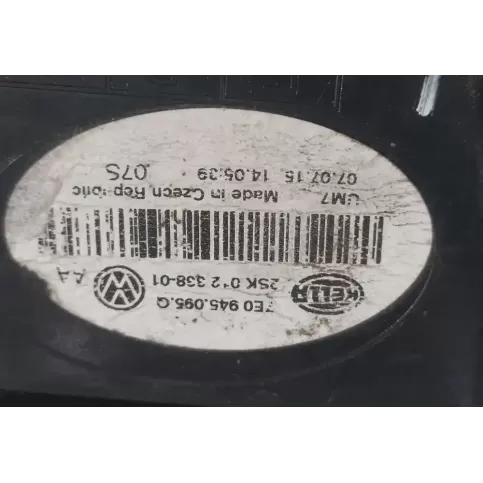 7E0 945.095.Q
HELLA 2SK 012 338-01 AA
UM7 Made in Czech Republic
07.07.15 14.05:39 .07S